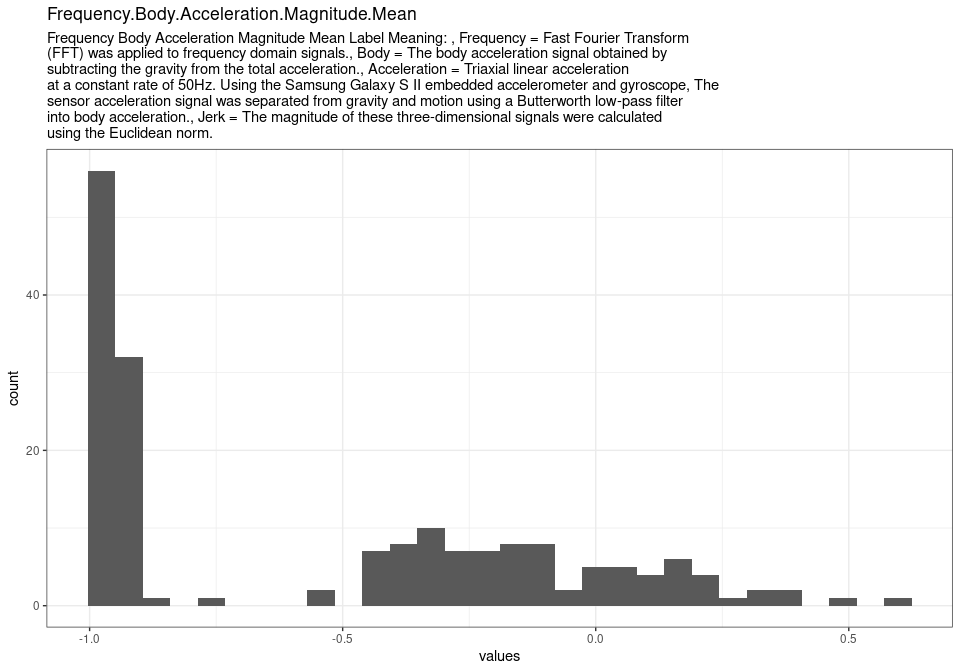 Frequency.Body.Acceleration.Magnitude.Mean
Frequency Body Acceleration Magnitude Mean Label Meaning: , Frequency = Fast Fourier Transform
(FFT) was applied to frequency domain signals., Body = The body acceleration signal obtained by
subtracting the gravity from the total acceleration., Acceleration = Triaxial linear acceleration
at a constant rate of 50Hz. Using the Samsung Galaxy S II embedded accelerometer and gyroscope, The
sensor acceleration signal was separated from gravity and motion using a Butterworth low-pass filter
into body acceleration., Jerk = The magnitude of these three-dimensional signals were calculated
using the Euclidean norm.
40
20
0
count
-1.0
-0.5
0.0
0.5
values